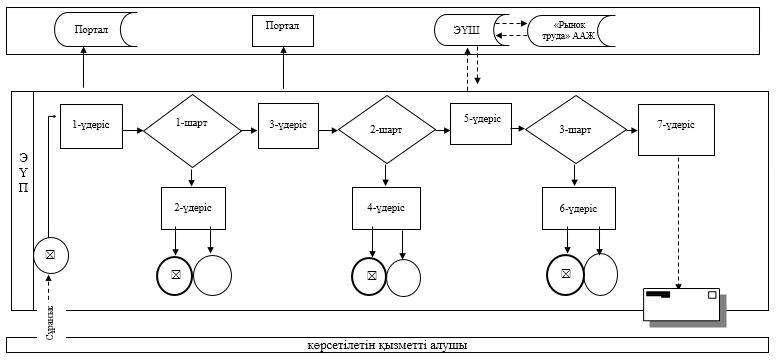 Портал
Портал
ЭҮШ
«Рынок
труда» ААЖ
1-үдеріс
1-шарт
3-үдеріс
2-шарт
5-үдеріс
3-шарт
7-үдеріс
Э
Ү
П
2-үдеріс
4-үдеріс
6-үдеріс
Сұраныс
көрсетілетін қызметті алушы